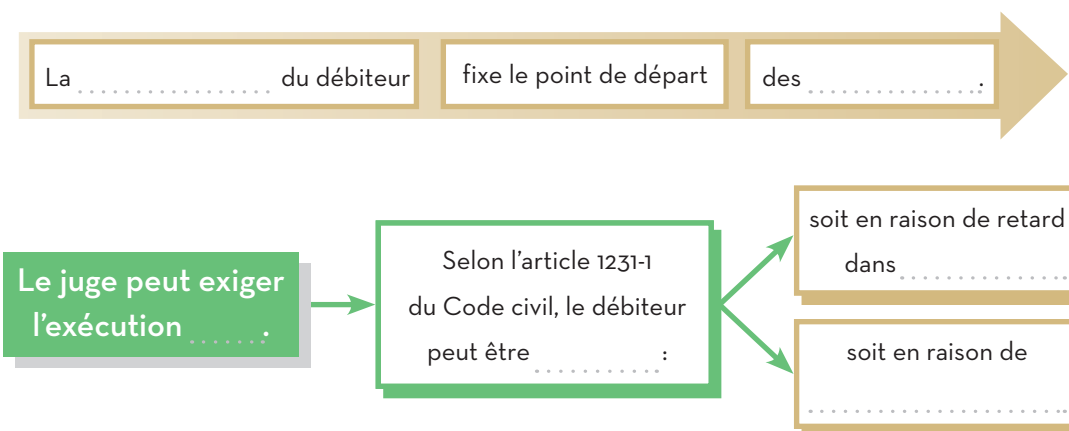 La ................. du débiteur
fixe le point de départ
des ................
Le juge peut exiger
l'exécution .......
Selon l'article 1231-1
du Code civil, le débiteur
peut être ........... :
soit en raison de retard
dans ...............
soit en raison de
.......................